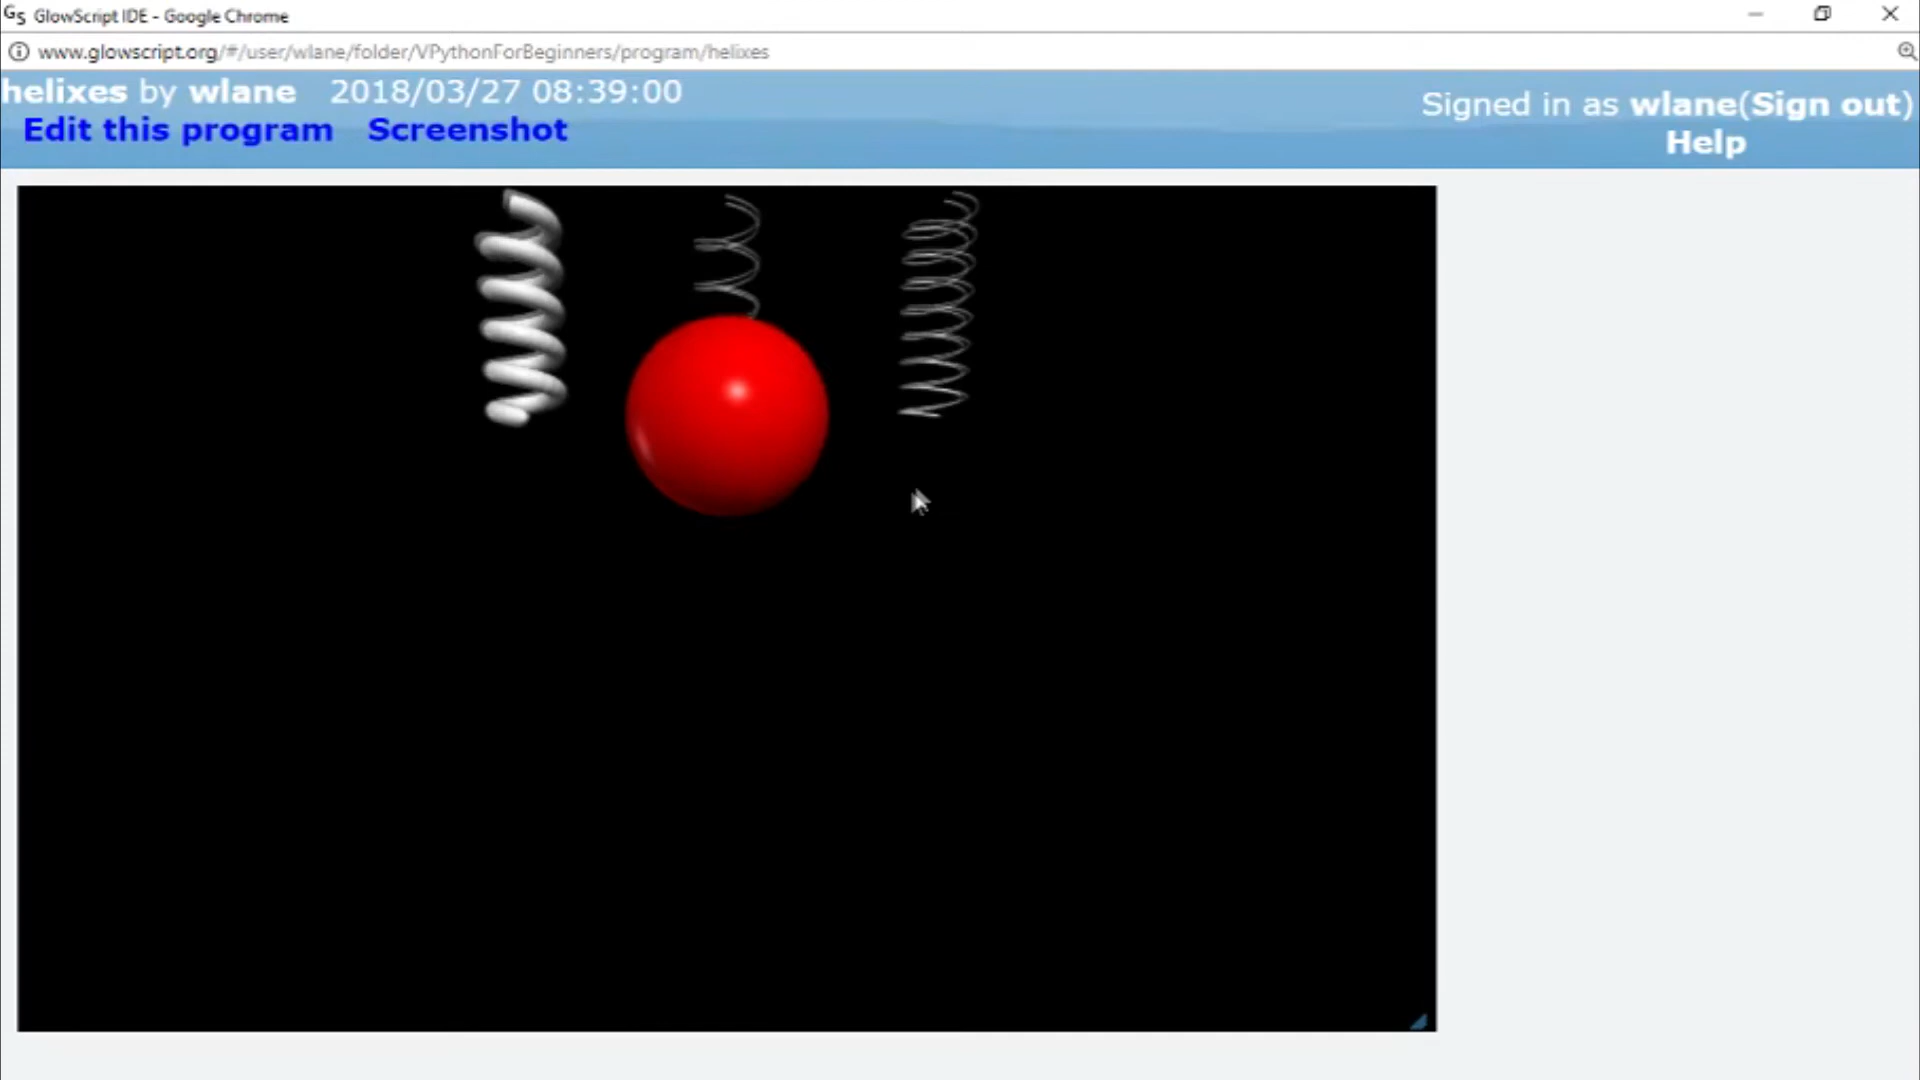 GS GlowScript IDE - Google Chrome
www.glowscript.org/#/user/wlane/folder/VPythonForBeginners/program/helixes
helixes by wlane 2018/03/27 08:39:00
Signed in as wlane(Sign out)
Edit this program Screenshot
Help